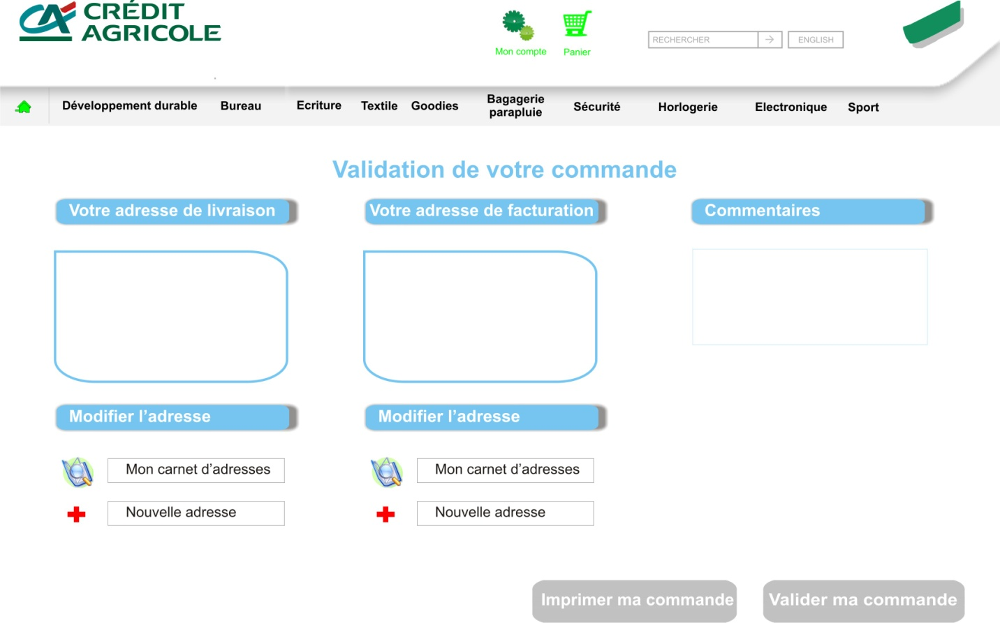 CRÉDIT
AGRICOLE
Mon compte
Panier
RECHERCHER
ENGLISH
Développement durable
Bureau
Ecriture
Textile
Goodies
Bagagerie
parapluie
Sécurité
Horlogerie
Electronique
Sport
Validation de votre commande
Votre adresse de livraison
Votre adresse de facturation
Commentaires
Modifier l’adresse
Modifier l’adresse
Mon carnet d’adresses
Mon carnet d’adresses
Nouvelle adresse
Nouvelle adresse
Imprimer ma commande
Valider ma commande